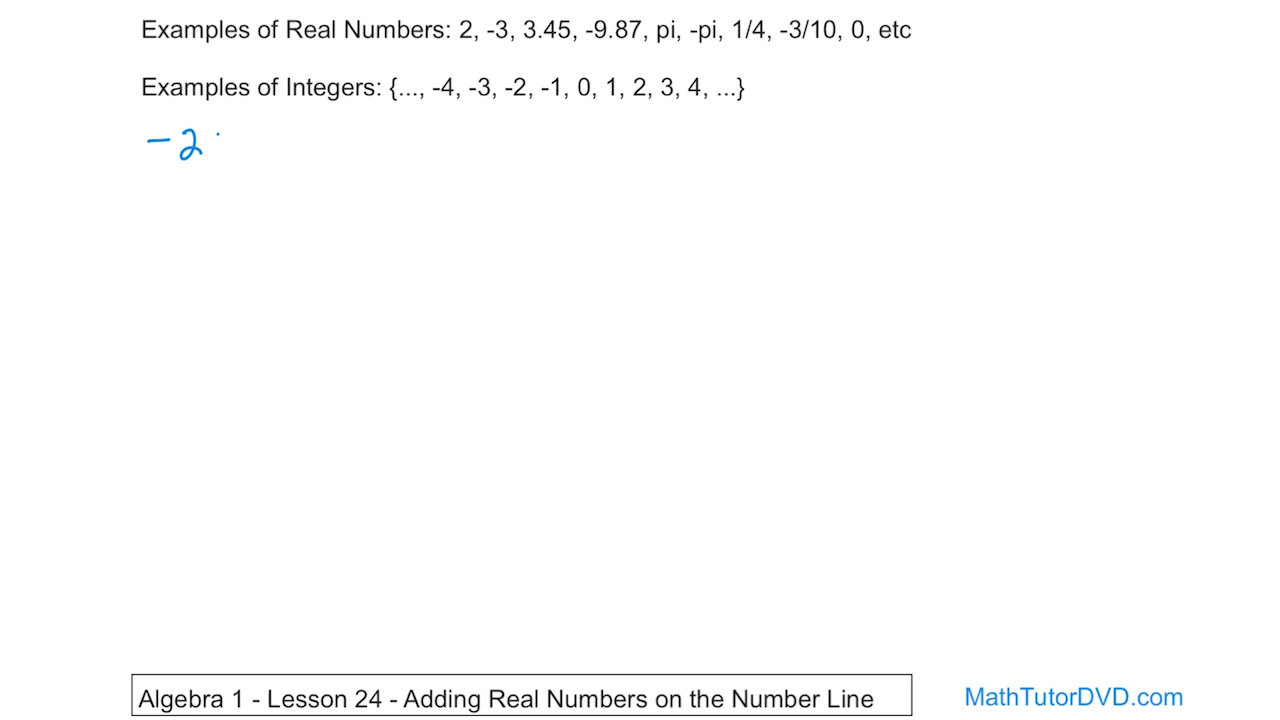 Examples of Real Numbers: 2, -3, 3.45, -9.87, pi, -pi, 1/4, -3/10, 0, etc
Examples of Integers: {..., -4, -3, -2, -1, 0, 1, 2, 3, 4, ...}
-2
Algebra 1 - Lesson 24 - Adding Real Numbers on the Number Line
MathTutorDVD.com